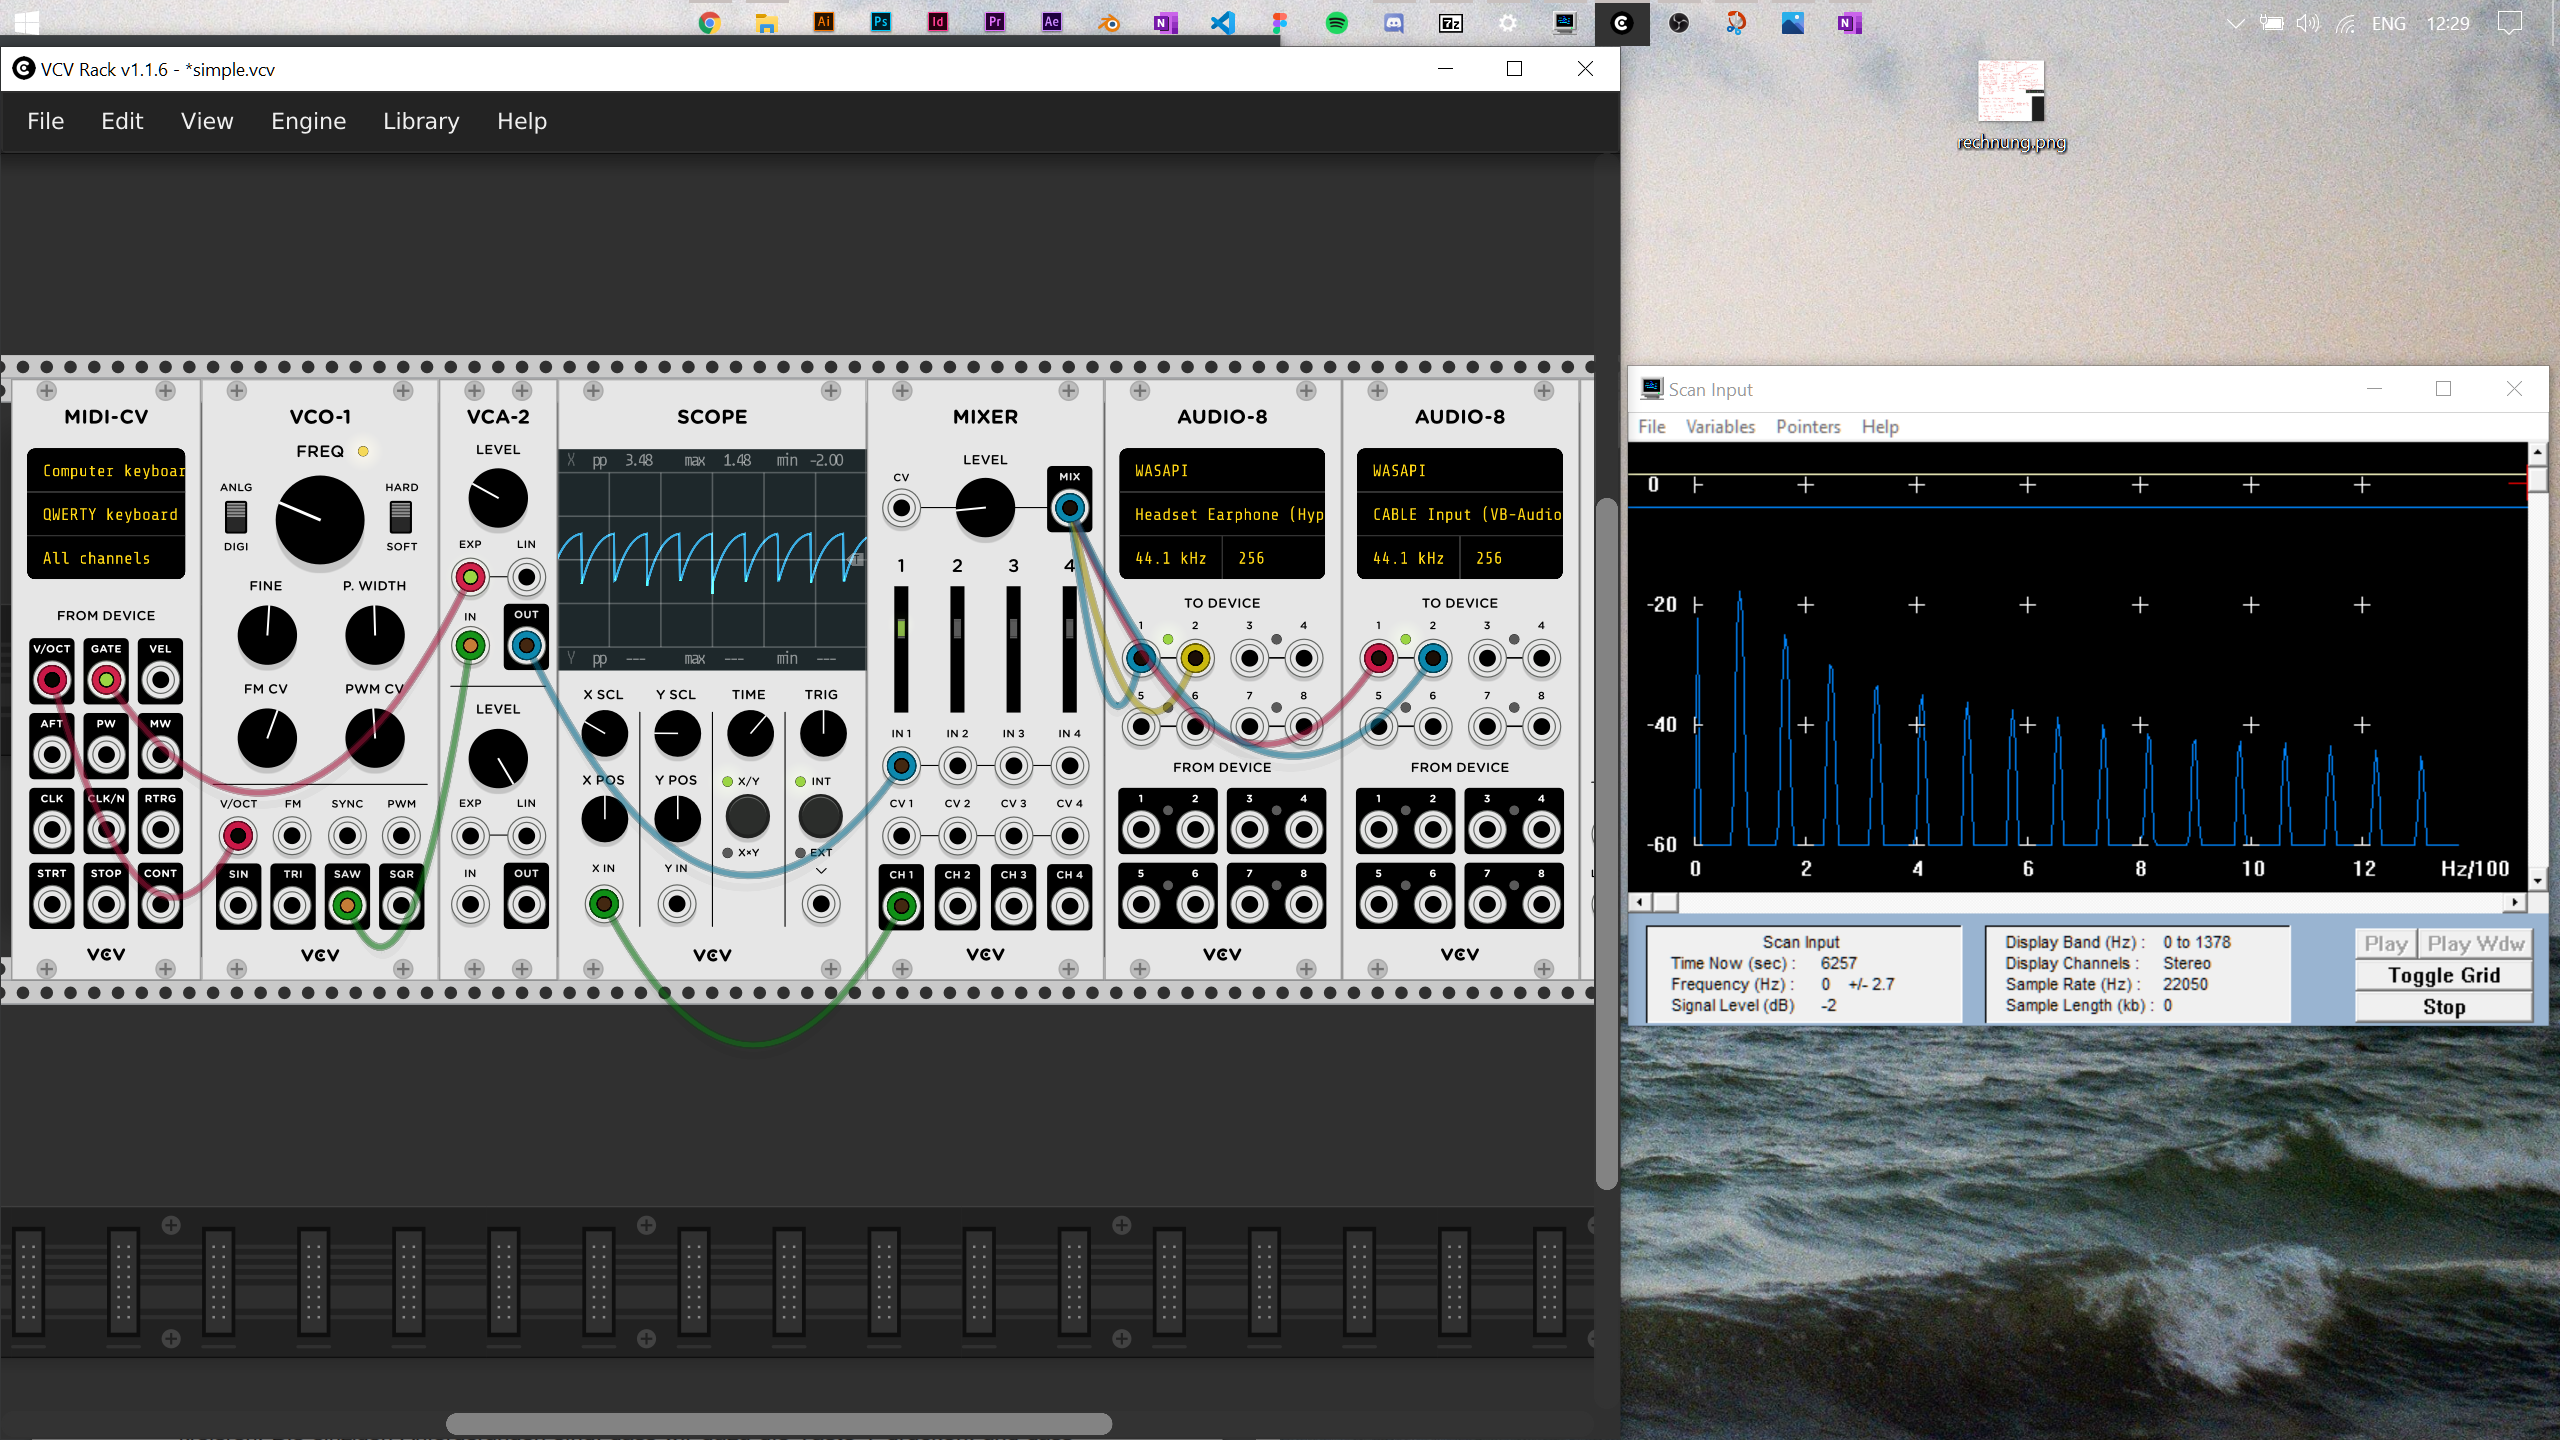 Ai Ps Id Pr Ae N 7z N ENG 12:29
VCV Rack v1.1.6 - *simple.vcv
File Edit View Engine Library Help
rechnung.png
MIDI-CV
Computer keyboar
QWERTY keyboard
All channels
FROM DEVICE
V/OCT GATE VEL
AFT PW MW
CLK CLK/N RTRG
STRT STOP CONT
VCV
VCO-1
FREQ
ANLG HARD
DIGI SOFT
FINE P. WIDTH
FM CV PWM CV
V/OCT FM SYNC PWM
SIN TRI SAW SQR
VCV
VCA-2
LEVEL
EXP LIN
IN OUT
LEVEL
EXP LIN
IN OUT
SCOPE
X pp 3.48 max 1.48 min -2.00
T
Y pp --- max --- min ---
X SCL Y SCL TIME TRIG
X POS Y POS X/Y INT
X×Y EXT
X IN Y IN
VCV
MIXER
LEVEL
CV MIX
1 2 3 4
IN 1 IN 2 IN 3 IN 4
CV 1 CV 2 CV 3 CV 4
CH 1 CH 2 CH 3 CH 4
VCV
AUDIO-8
WASAPI
Headset Earphone (Hyp
44.1 kHz 256
TO DEVICE
1 2 3 4
5 6 7 8
FROM DEVICE
1 2 3 4
5 6 7 8
VCV
AUDIO-8
WASAPI
CABLE Input (VB-Audio
44.1 kHz 256
TO DEVICE
1 2 3 4
5 6 7 8
FROM DEVICE
1 2 3 4
5 6 7 8
VCV
Scan Input
File Variables Pointers Help
0
-20
-40
-60
0 2 4 6 8 10 12 Hz/100
Scan Input
Time Now (sec) : 6257
Frequency (Hz) : 0 +/- 2.7
Signal Level (dB) -2
Display Band (Hz) : 0 to 1378
Display Channels : Stereo
Sample Rate (Hz) : 22050
Sample Length (kb) : 0
Play Play Wdw
Toggle Grid
Stop